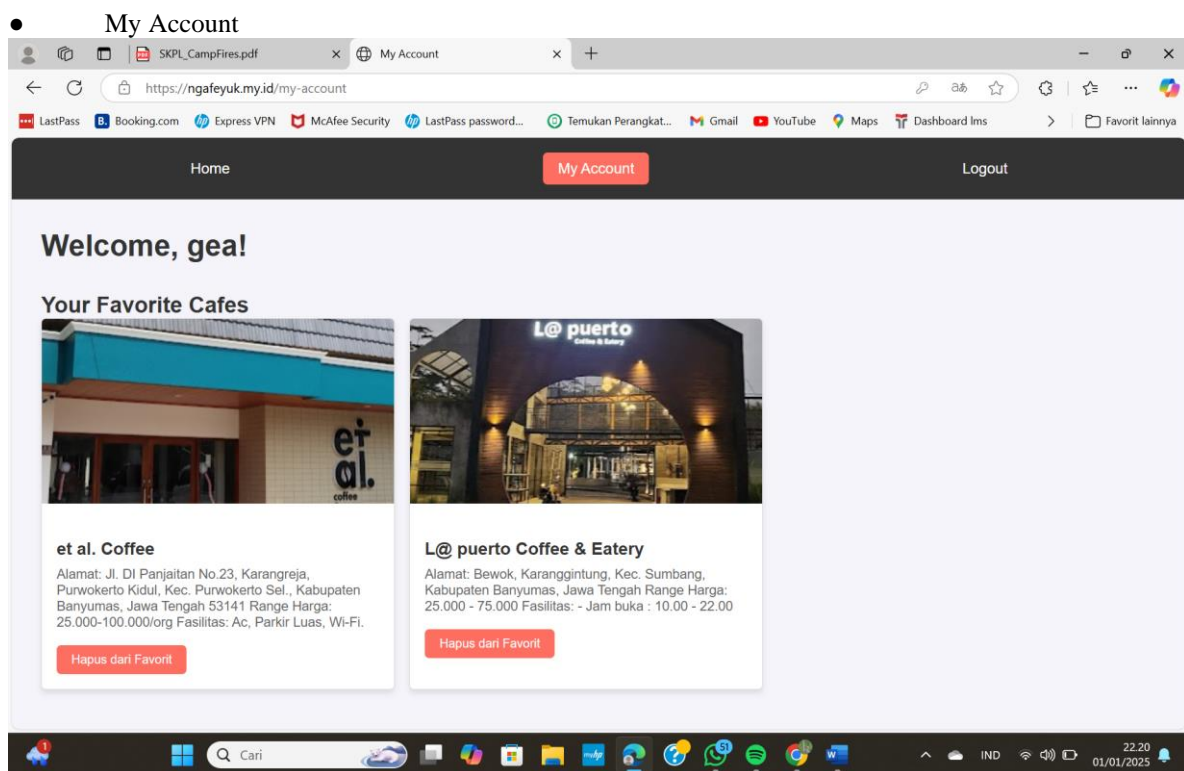 ● My Account
SKPL_CampFires.pdf
My Account
https://ngafeyuk.my.id/my-account
LastPass
Booking.com
Express VPN
McAfee Security
LastPass password...
Temukan Perangkat...
Gmail
YouTube
Maps
Dashboard lms
Favorit lainnya
Home
My Account
Logout
Welcome, gea!
Your Favorite Cafes
et al.
coffee
L@ puerto
Coffee & Eatery
et al. Coffee
Alamat: Jl. DI Panjaitan No.23, Karangreja,
Purwokerto Kidul, Kec. Purwokerto Sel., Kabupaten
Banyumas, Jawa Tengah 53141 Range Harga:
25.000-100.000/org Fasilitas: Ac, Parkir Luas, Wi-Fi.
Hapus dari Favorit
L@ puerto Coffee & Eatery
Alamat: Bewok, Karanggintung, Kec. Sumbang,
Kabupaten Banyumas, Jawa Tengah Range Harga:
25.000 - 75.000 Fasilitas: - Jam buka : 10.00 - 22.00
Hapus dari Favorit
1
Cari
myhp
51
IND
22.20
01/01/2025